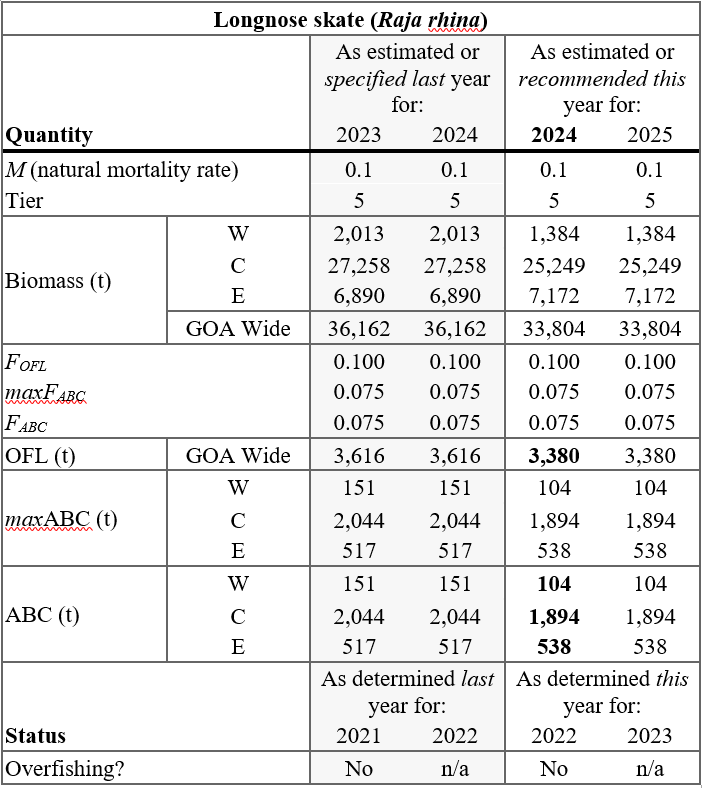 Longnose skate (Raja rhina)
As estimated or As estimated or
specified last year recommended this
for: year for:
Quantity 2023 2024 2024 2025
M (natural mortality rate) 0.1 0.1 0.1 0.1
Tier 5 5 5 5
W 2,013 2,013 1,384 1,384
C 27,258 27,258 25,249 25,249
Biomass (t)
E 6,890 6,890 7,172 7,172
GOA Wide 36,162 36,162 33,804 33,804
FOFL 0.100 0.100 0.100 0.100
maxFABC 0.075 0.075 0.075 0.075
FABC 0.075 0.075 0.075 0.075
OFL (t) GOA Wide 3,616 3,616 3,380 3,380
W 151 151 104 104
maxABC (t) C 2,044 2,044 1,894 1,894
E 517 517 538 538
W 151 151 104 104
ABC (t) C 2,044 2,044 1,894 1,894
E 517 517 538 538
As determined last As determined this
year for: year for:
Status 2021 2022 2022 2023
Overfishing? No n/a No n/a